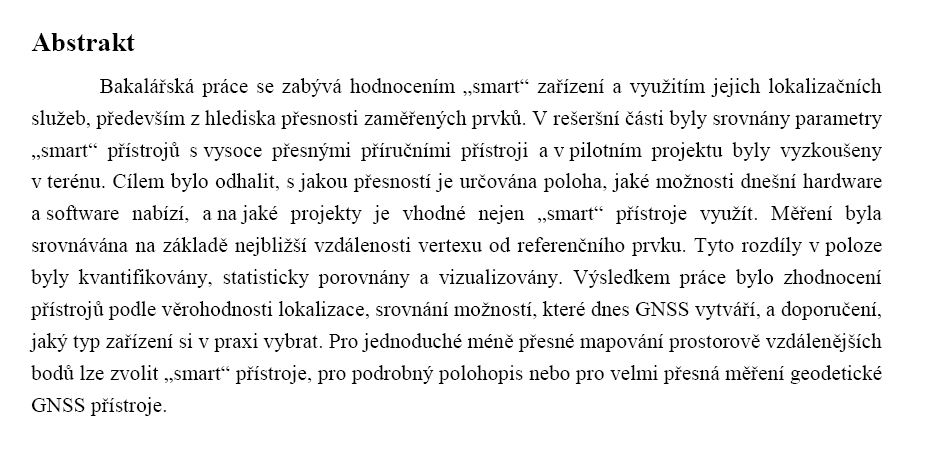 Abstrakt
Bakalářská práce se zabývá hodnocením „smart“ zařízení a využitím jejich lokalizačních
služeb, především z hlediska přesnosti zaměřených prvků. V rešeršní části byly srovnány parametry
„smart“ přístrojů s vysoce přesnými příručními přístroji a v pilotním projektu byly vyzkoušeny
v terénu. Cílem bylo odhalit, s jakou přesností je určována poloha, jaké možnosti dnešní hardware
a software nabízí, a na jaké projekty je vhodné nejen „smart“ přístroje využít. Měření byla
srovnávána na základě nejbližší vzdálenosti vertexu od referenčního prvku. Tyto rozdíly v poloze
byly kvantifikovány, statisticky porovnány a vizualizovány. Výsledkem práce bylo zhodnocení
přístrojů podle věrohodnosti lokalizace, srovnání možností, které dnes GNSS vytváří, a doporučení,
jaký typ zařízení si v praxi vybrat. Pro jednoduché méně přesné mapování prostorově vzdálenějších
bodů lze zvolit „smart“ přístroje, pro podrobný polohopis nebo pro velmi přesná měření geodetické
GNSS přístroje.